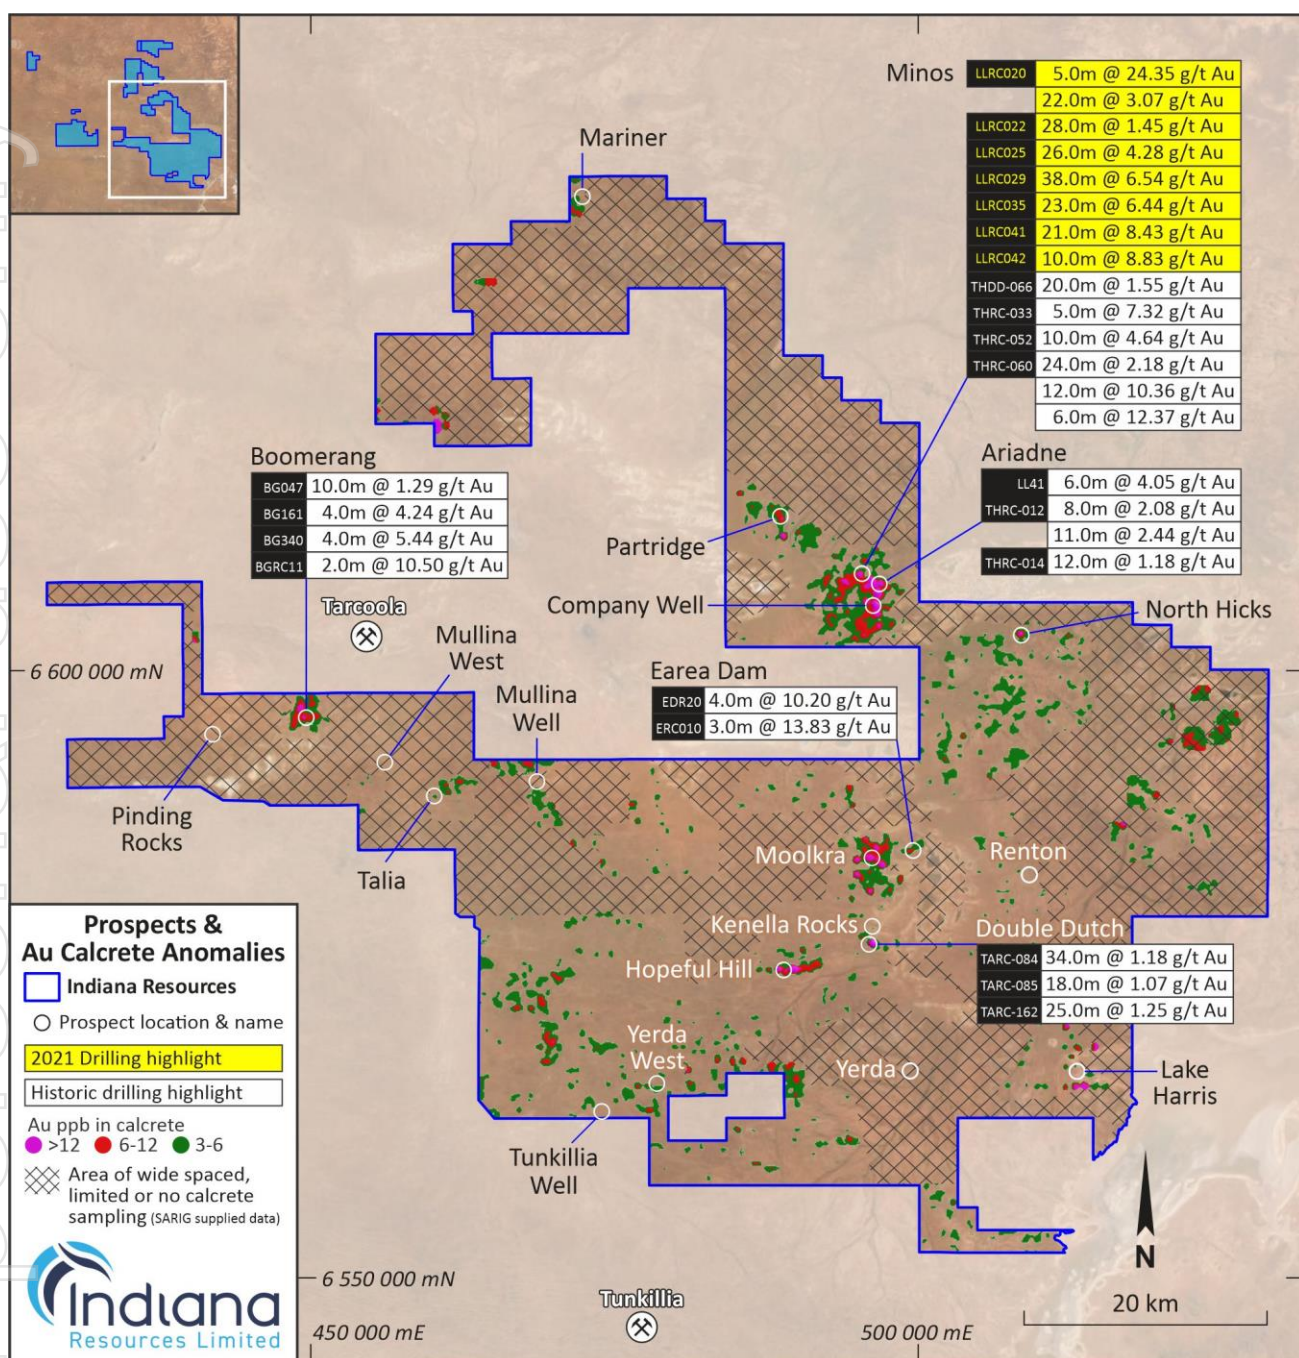 Mariner
Minos
LLRC020 5.0m @ 24.35 g/t Au
22.0m @ 3.07 g/t Au
LLRC022 28.0m @ 1.45 g/t Au
LLRC025 26.0m @ 4.28 g/t Au
LLRC029 38.0m @ 6.54 g/t Au
LLRC035 23.0m @ 6.44 g/t Au
LLRC041 21.0m @ 8.43 g/t Au
LLRC042 10.0m @ 8.83 g/t Au
THDD-066 20.0m @ 1.55 g/t Au
THRC-033 5.0m @ 7.32 g/t Au
THRC-052 10.0m @ 4.64 g/t Au
THRC-060 24.0m @ 2.18 g/t Au
12.0m @ 10.36 g/t Au
6.0m @ 12.37 g/t Au
Ariadne
LL41 6.0m @ 4.05 g/t Au
THRC-012 8.0m @ 2.08 g/t Au
11.0m @ 2.44 g/t Au
THRC-014 12.0m @ 1.18 g/t Au
Boomerang
BG047 10.0m @ 1.29 g/t Au
BG161 4.0m @ 4.24 g/t Au
BG340 4.0m @ 5.44 g/t Au
BGRC11 2.0m @ 10.50 g/t Au
Partridge
Company Well
North Hicks
Tarcoola
Mullina
West
Mullina
Well
6 600 000 mN
Earea Dam
EDR20 4.0m @ 10.20 g/t Au
ERC010 3.0m @ 13.83 g/t Au
Pinding
Rocks
Talia
Moolkra
Renton
Kenella Rocks
Double Dutch
TARC-084 34.0m @ 1.18 g/t Au
TARC-085 18.0m @ 1.07 g/t Au
TARC-162 25.0m @ 1.25 g/t Au
Hopeful Hill
Yerda
West
Yerda
Lake
Harris
Tunkillia
Well
Prospects &
Au Calcrete Anomalies
Indiana Resources
Prospect location & name
2021 Drilling highlight
Historic drilling highlight
Au ppb in calcrete
>12 6-12 3-6
Area of wide spaced,
limited or no calcrete
sampling (SARIG supplied data)
Indiana
Resources Limited
6 550 000 mN
450 000 mE
Tunkillia
500 000 mE
N
20 km